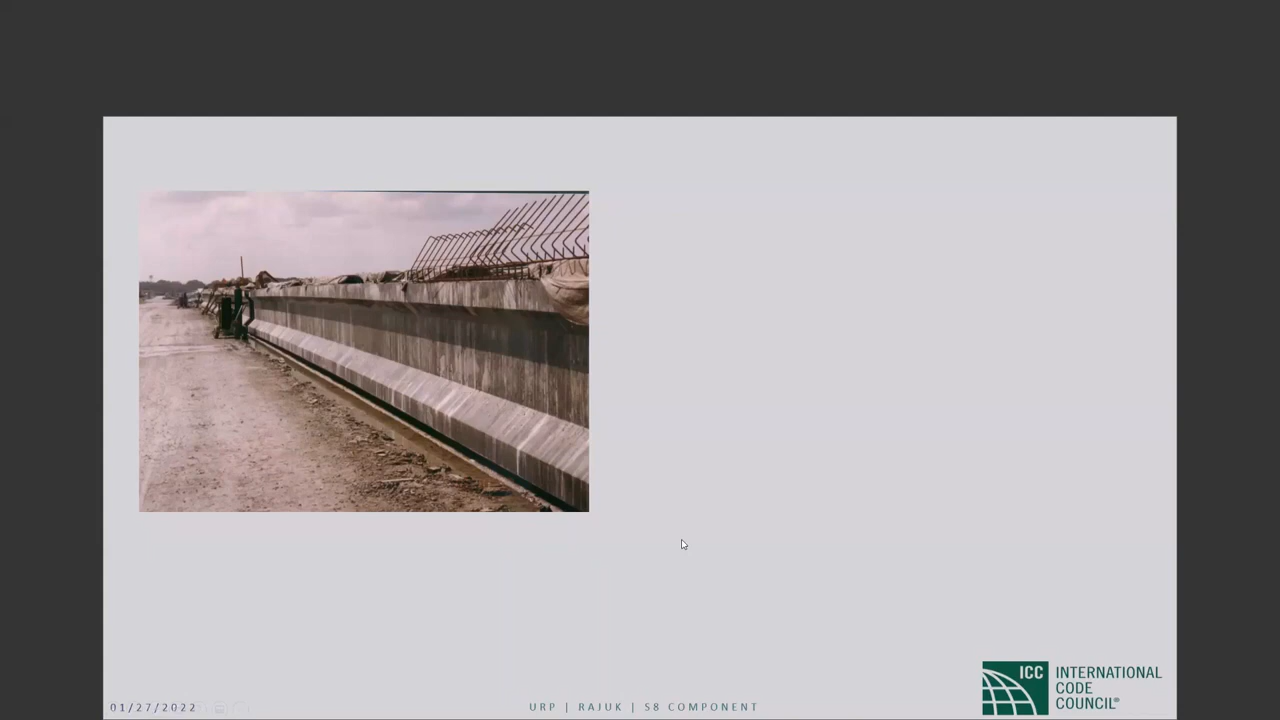 ICC INTERNATIONAL
CODE
COUNCIL®
01/27/2022
URP | RAJUK | S8 COMPONENT